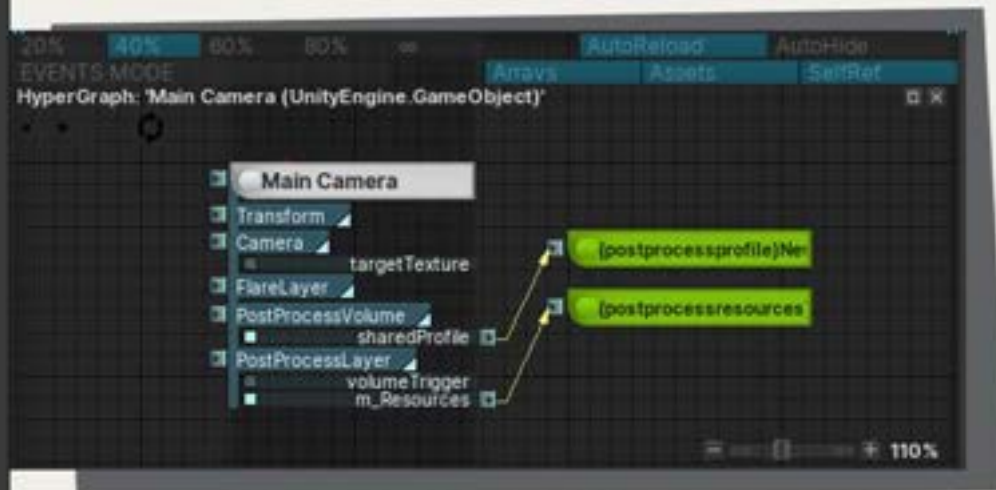 20% 40% 60% 80% ∞ AutoReload AutoHide
EVENTS MODE Arrays Assets SelfRef
HyperGraph: 'Main Camera (UnityEngine.GameObject)'
Main Camera
Transform
Camera
targetTexture
FlareLayer
PostProcessVolume
sharedProfile
PostProcessLayer
volumeTrigger
m_Resources
(postprocessprofile)Ne
(postprocessresources
110%